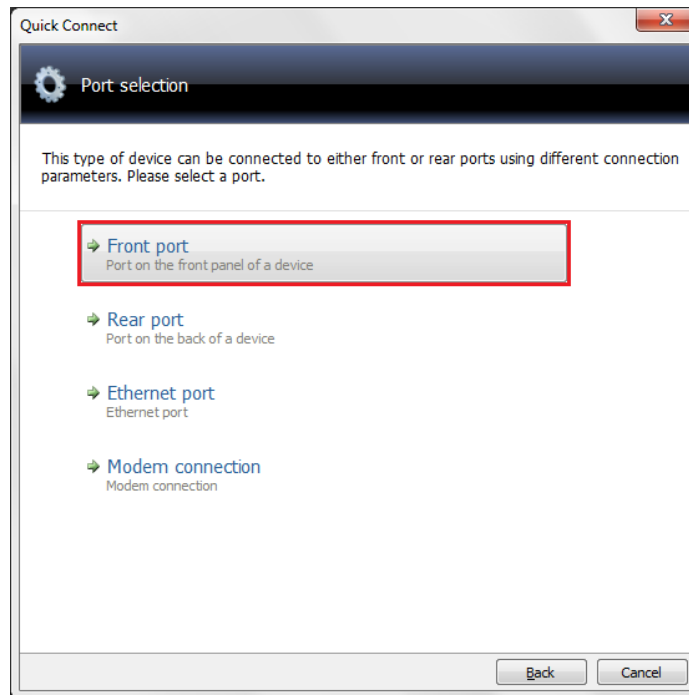 Quick Connect
Port selection
This type of device can be connected to either front or rear ports using different connection
parameters. Please select a port.
Front port
Port on the front panel of a device
Rear port
Port on the back of a device
Ethernet port
Ethernet port
Modem connection
Modem connection
Back
Cancel